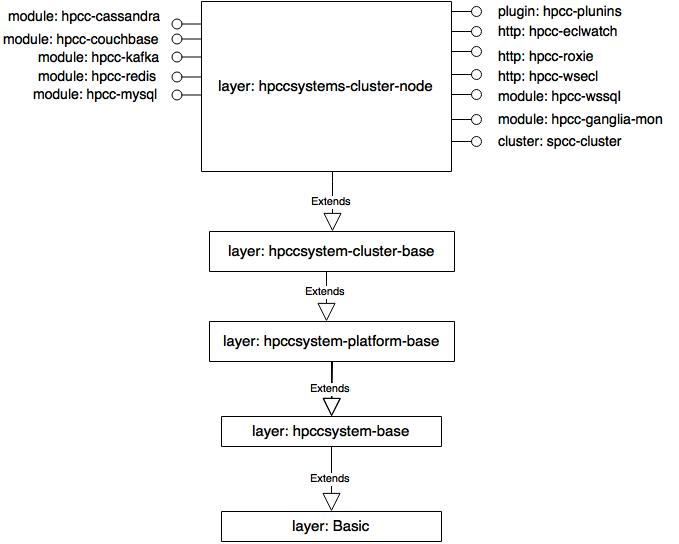 module: hpcc-cassandra
module: hpcc-couchbase
module: hpcc-kafka
module: hpcc-redis
module: hpcc-mysql
layer: hpccsystems-cluster-node
plugin: hpcc-plunins
http: hpcc-eclwatch
http: hpcc-roxie
http: hpcc-wsecl
module: hpcc-wssql
module: hpcc-ganglia-mon
cluster: spcc-cluster
Extends
layer: hpccsystem-cluster-base
Extends
layer: hpccsystem-platform-base
Extends
layer: hpccsystem-base
Extends
layer: Basic